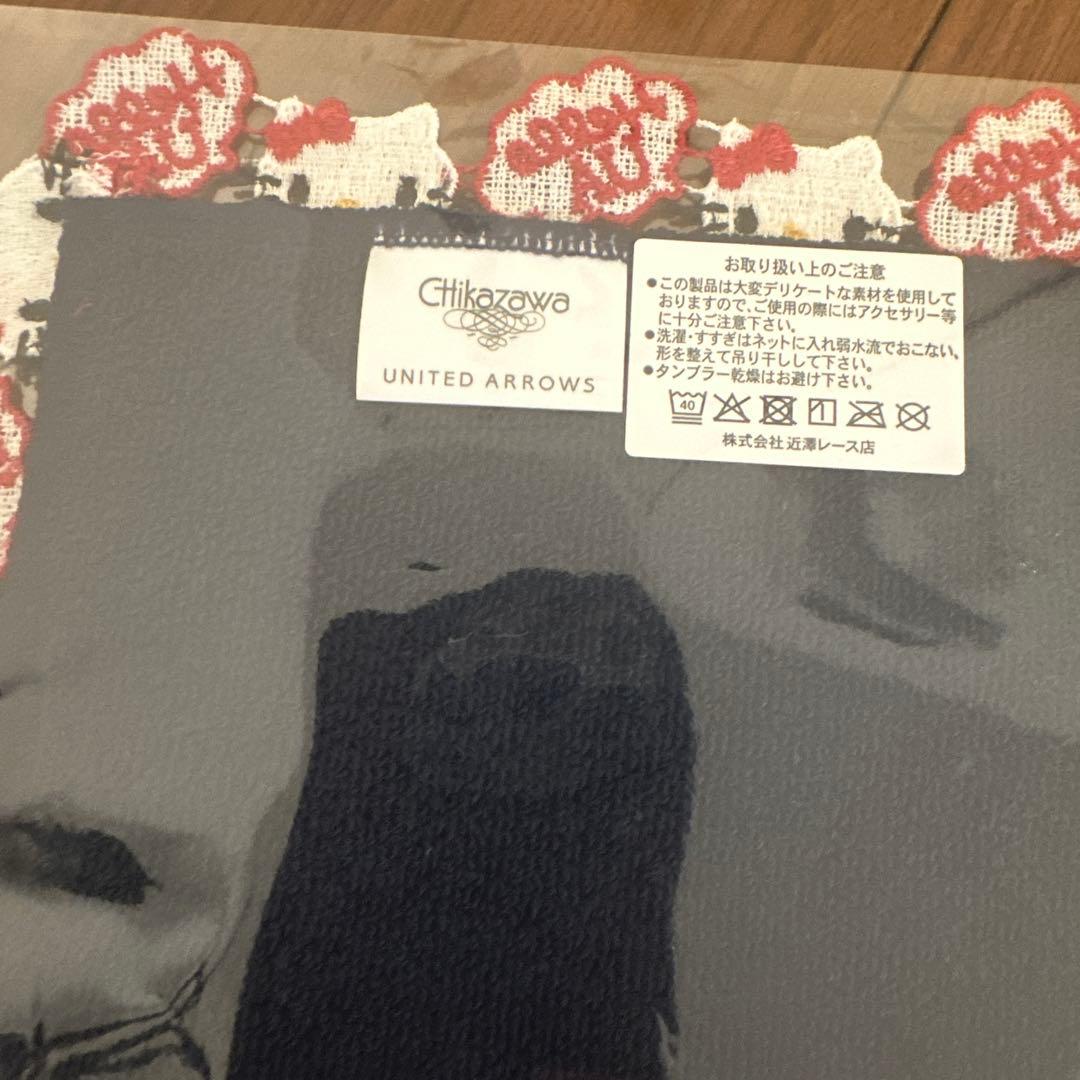 CHikazawa
UNITED ARROWS
お取り扱い上のご注意
●この製品は大変デリケートな素材を使用して
おりますので、ご使用の際にはアクセサリー等
に十分ご注意下さい。
●洗濯・すすぎはネットに入れ弱水流でおこない、
形を整えて吊り干しして下さい。
●タンブラー乾燥はお避け下さい。
40
株式会社 近澤レース店